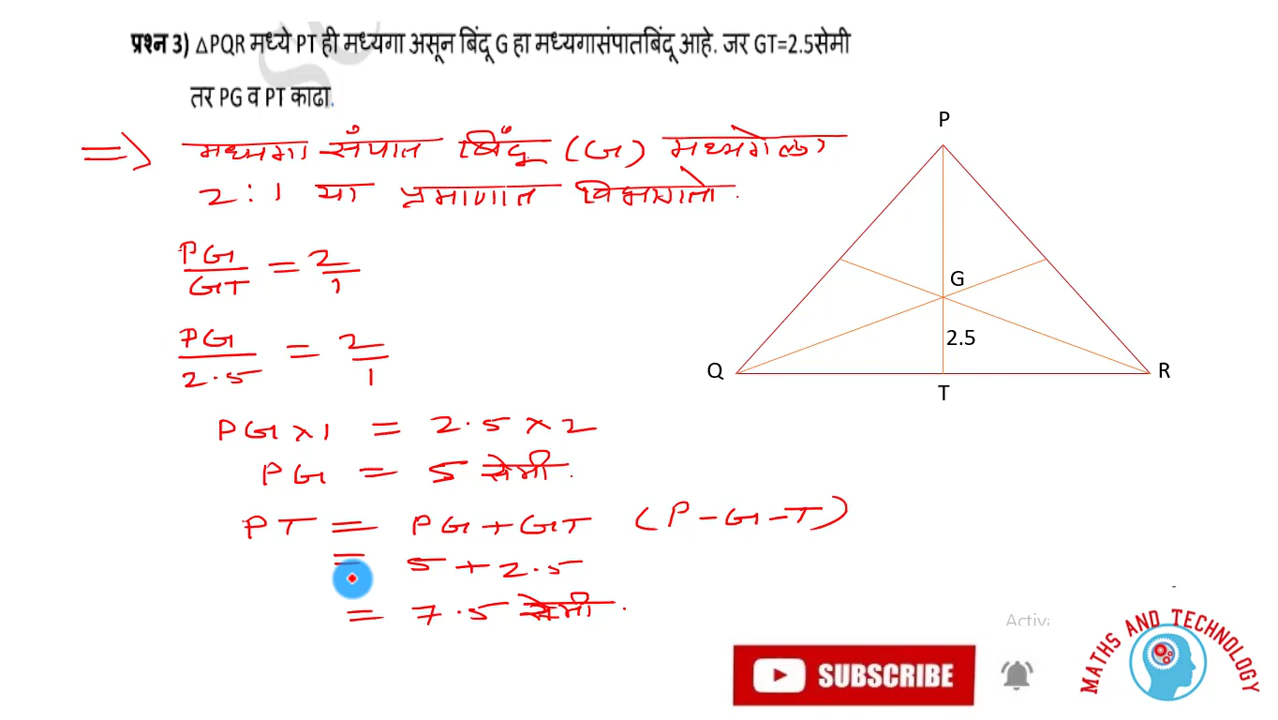 प्रश्न 3) △PQR मध्ये PT ही मध्यगा असून बिंदू G हा मध्यगासंपातबिंदू आहे. जर GT=2.5सेमी
तर PG व PT काढा.
⇒ मध्यगा संपात बिंदू (G) मध्यगेला
2:1 या प्रमाणात विभागतो.
PG/GT = 2/1
PG/2.5 = 2/1
PG×1 = 2.5×2
PG = 5 सेमी.
PT = PG+GT (P-G-T)
= 5+2.5
= 7.5 सेमी.
P
G
2.5
Q
R
T
SUBSCRIBE
MATHS AND TECHNOLOGY